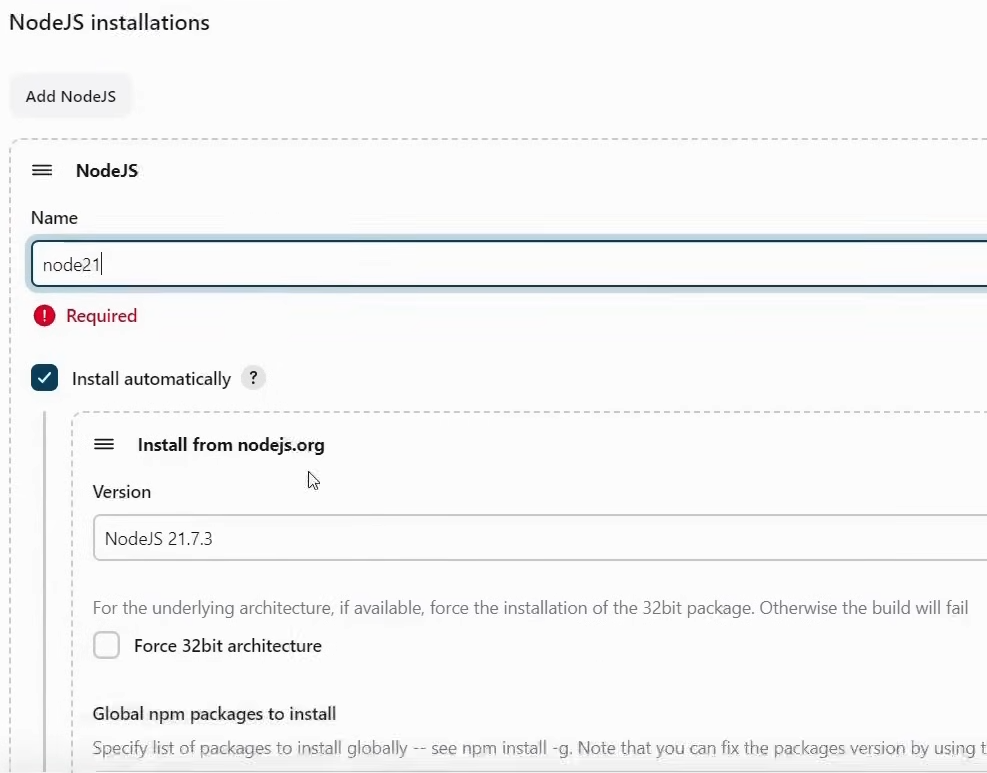 NodeJS installations
Add NodeJS
NodeJS
Name
node21
! Required
Install automatically ?
Install from nodejs.org
Version
NodeJS 21.7.3
For the underlying architecture, if available, force the installation of the 32bit package. Otherwise the build will fail
Force 32bit architecture
Global npm packages to install
Specify list of packages to install globally -- see npm install -g. Note that you can fix the packages version by using